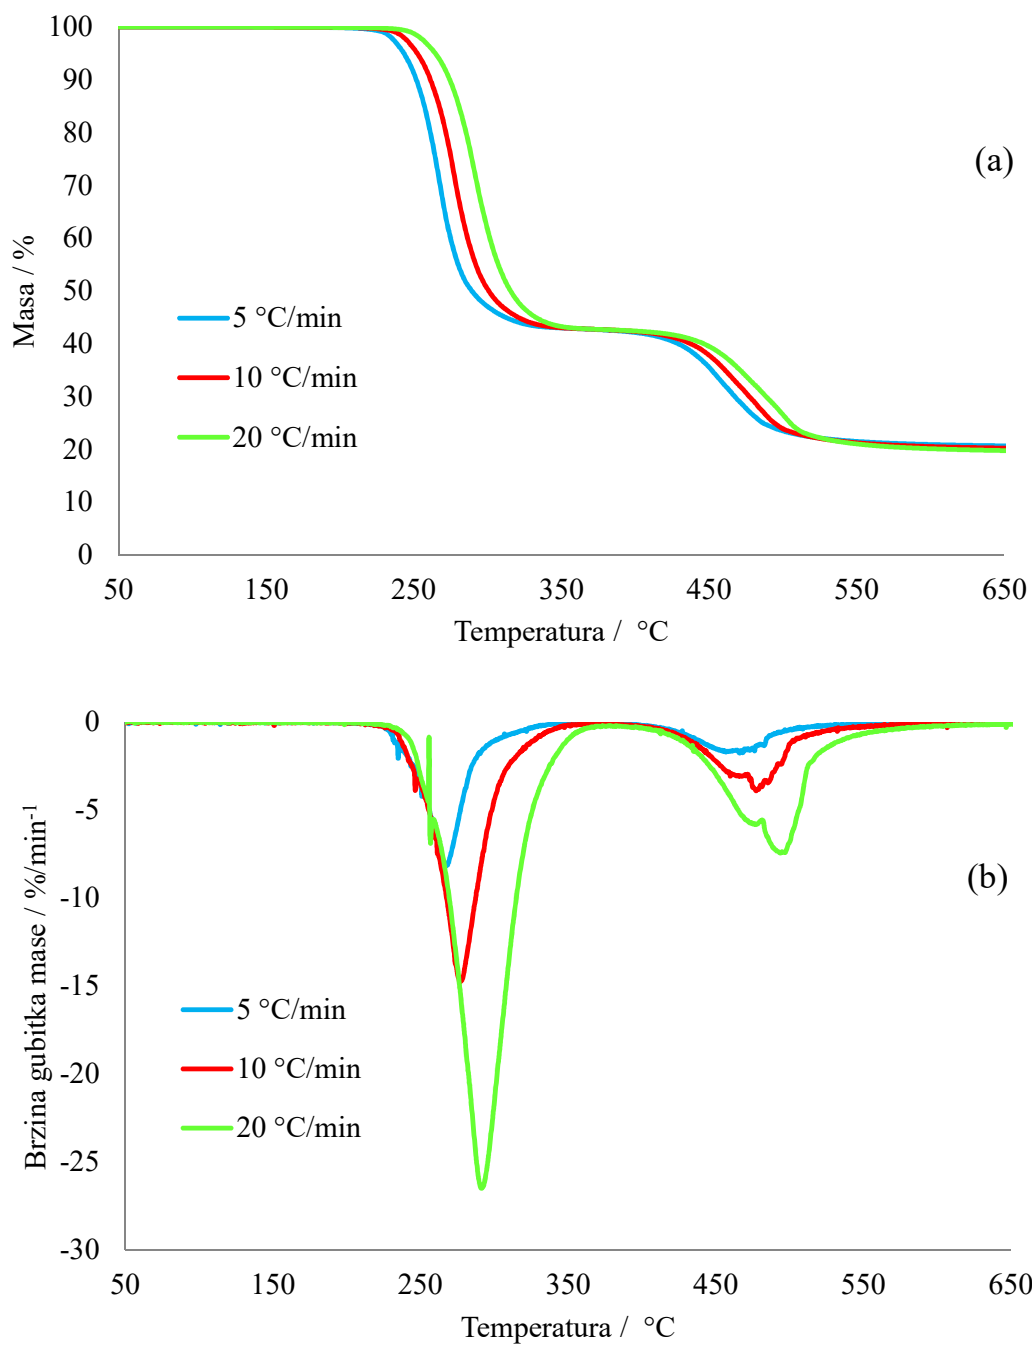 100
90
80
70
60
50
40
30
20
10
0
Masa / %
(a)
5 °C/min
10 °C/min
20 °C/min
50 150 250 350 450 550 650
Temperatura / °C
0
-5
-10
-15
-20
-25
-30
Brzina gubitka mase / %/min⁻¹
(b)
5 °C/min
10 °C/min
20 °C/min
50 150 250 350 450 550 650
Temperatura / °C